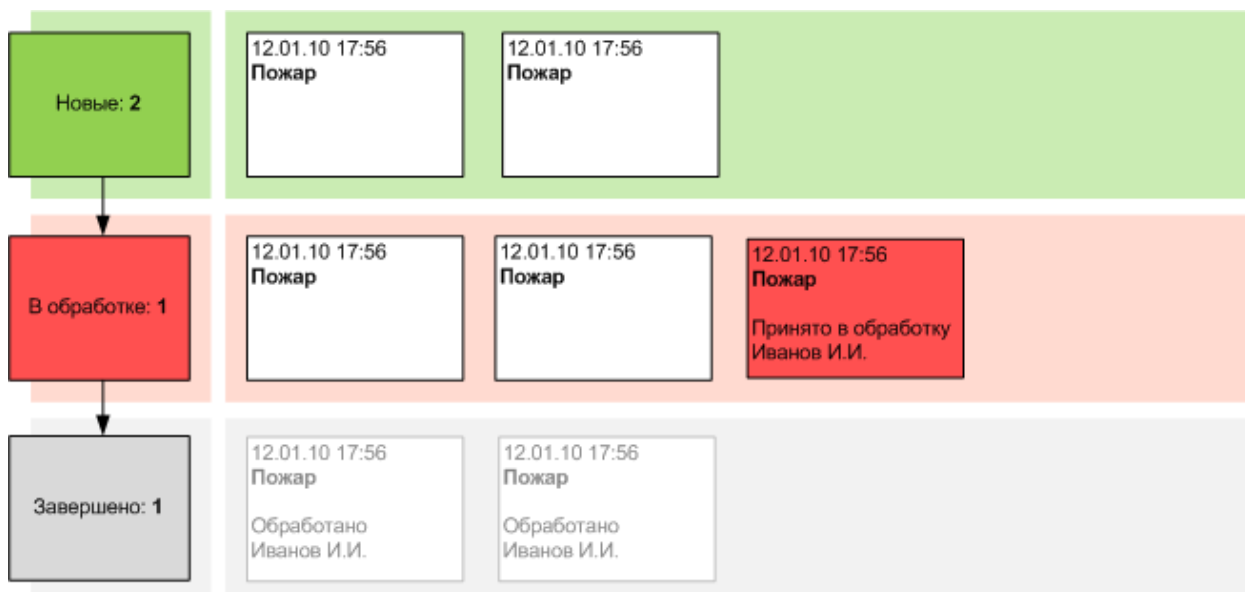 Новые: 2
12.01.10 17:56
Пожар
12.01.10 17:56
Пожар
В обработке: 1
12.01.10 17:56
Пожар
12.01.10 17:56
Пожар
12.01.10 17:56
Пожар
Принято в обработку
Иванов И.И.
Завершено: 1
12.01.10 17:56
Пожар
Обработано
Иванов И.И.
12.01.10 17:56
Пожар
Обработано
Иванов И.И.